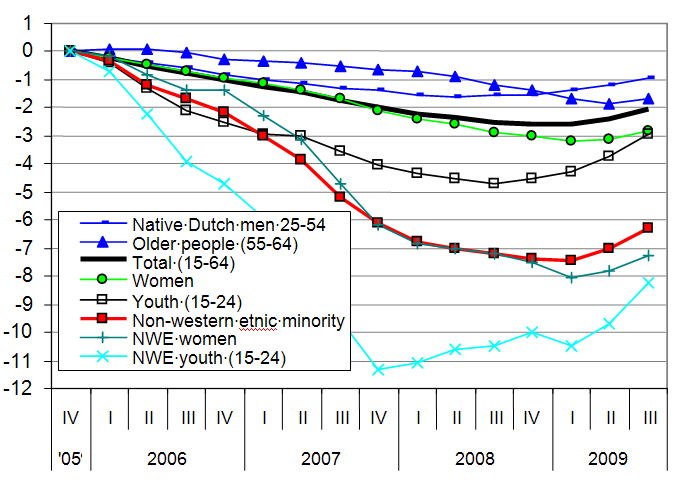 1
0
-1
-2
-3
-4
-5
-6
-7
-8
-9
-10
-11
-12
Native·Dutch·men·25-54
Older·people·(55-64)
Total·(15-64)
Women
Youth·(15-24)
Non-western·etnic·minority
NWE·women
NWE·youth·(15-24)
IV I II III IV I II III IV I II III IV I II III
'05' 2006 2007 2008 2009